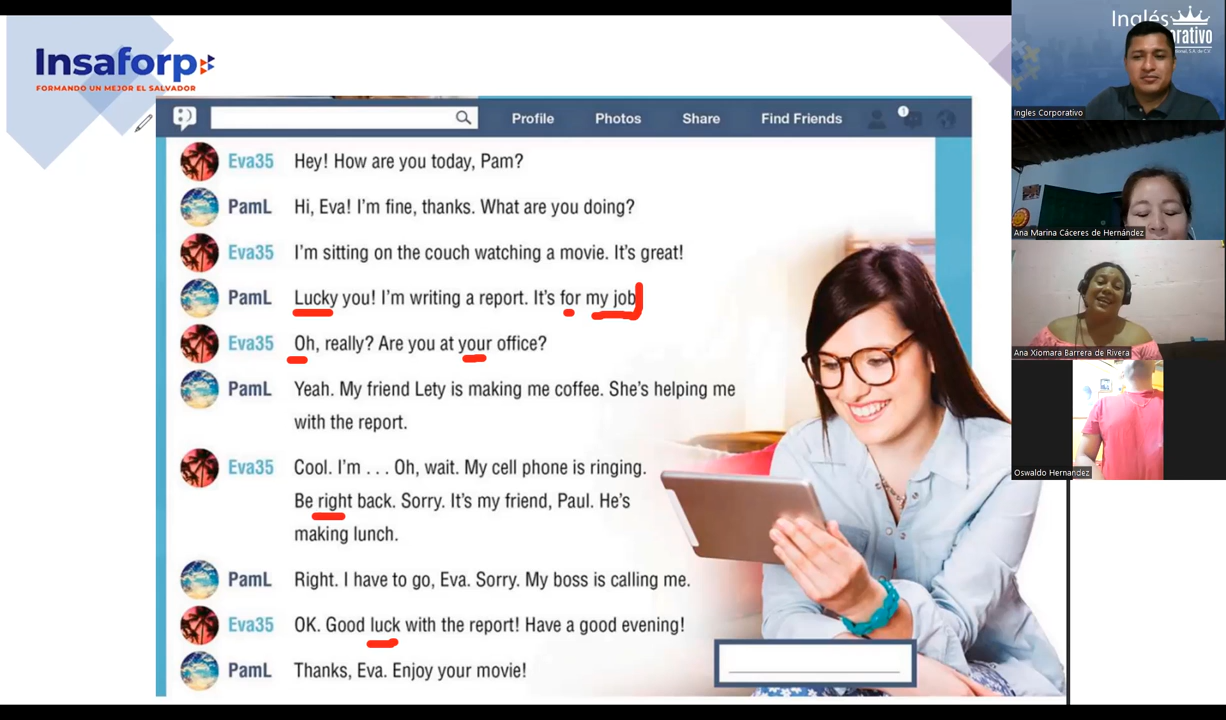 Insaforp
FORMANDO UN MEJOR EL SALVADOR
Profile Photos Share Find Friends 1
Eva35 Hey! How are you today, Pam?
PamL Hi, Eva! I'm fine, thanks. What are you doing?
Eva35 I'm sitting on the couch watching a movie. It's great!
PamL Lucky you! I'm writing a report. It's for my job
Eva35 Oh, really? Are you at your office?
PamL Yeah. My friend Lety is making me coffee. She's helping me
with the report.
Eva35 Cool. I'm . . . Oh, wait. My cell phone is ringing.
Be right back. Sorry. It's my friend, Paul. He's
making lunch.
PamL Right. I have to go, Eva. Sorry. My boss is calling me.
Eva35 OK. Good luck with the report! Have a good evening!
PamL Thanks, Eva. Enjoy your movie!
Inglés
orativo
Ingles Corporativo
Ana Marina Cáceres de Hernández
Ana Xiomara Barrera de Rivera
Oswaldo Hernandez